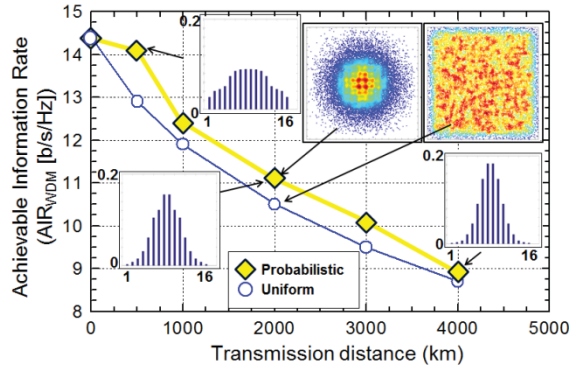 Achievable Information Rate
(AIR_WDM [b/s/Hz])
15
14
13
12
11
10
9
8
0.2
0
1 16
0.2
0
1 16
0.2
0
1 16
Probabilistic
Uniform
0 1000 2000 3000 4000 5000
Transmission distance (km)